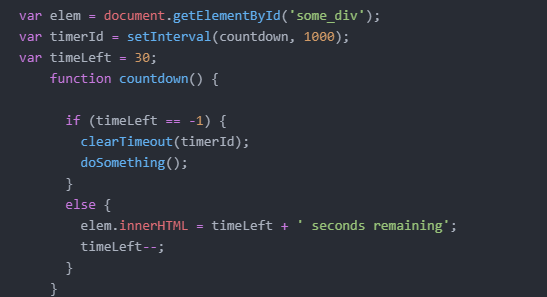 var elem = document.getElementById('some_div');
var timerId = setInterval(countdown, 1000);
var timeLeft = 30;
    function countdown() {

      if (timeLeft == -1) {
        clearTimeout(timerId);
        doSomething();
      }
      else {
        elem.innerHTML = timeLeft + ' seconds remaining';
        timeLeft--;
      }
    }